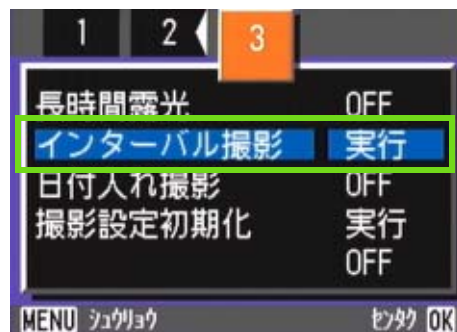 1 2 3
長時間露光 OFF
インターバル撮影 実行
日付入れ撮影 OFF
撮影設定初期化 実行
OFF
MENU シュウリョウ センタク OK